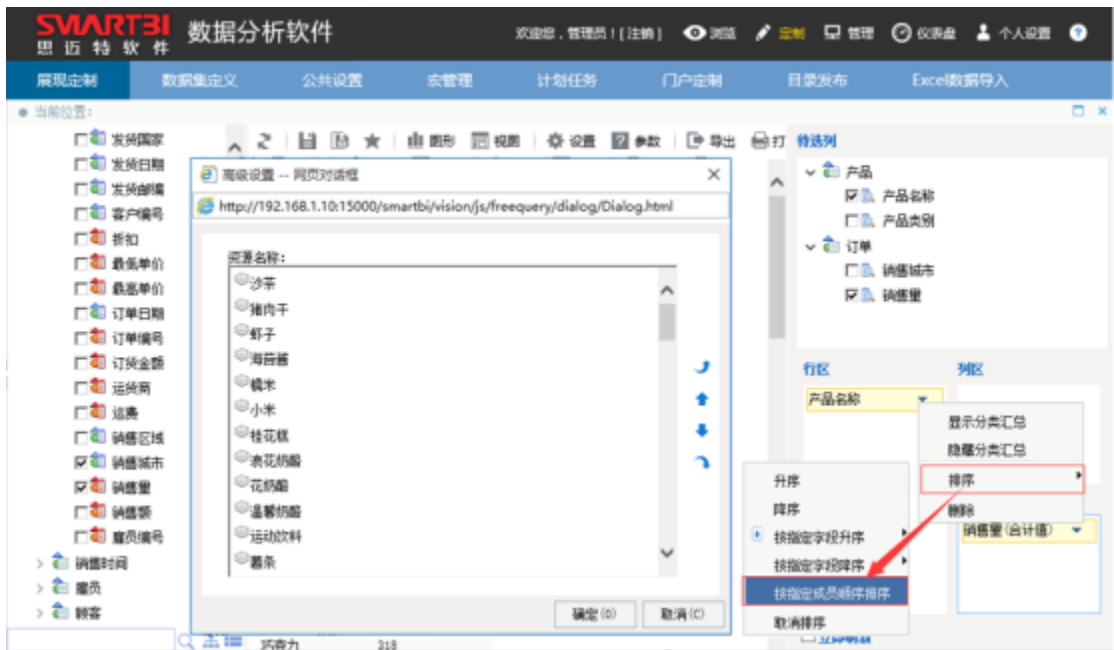 SMARTBI 数据分析软件
思迈特软件
欢迎您，管理员！[注销] 浏览 定制 管理 仪表盘 个人设置 ?
展现定制 数据集定义 公共设置 宏管理 计划任务 门户定制 目录发布 Excel数据导入
当前位置：
发货国家
发货日期
发货邮编
客户编号
折扣
最低单价
最高单价
订单日期
订单编号
订货金额
运货商
运费
销售区域
销售城市
销售量
销售额
雇员编号
销售时间
雇员
顾客
图形 视图 设置 参数 导出 打
高级设置 -- 网页对话框
http://192.168.1.10:15000/smartbi/vision/js/freequery/dialog/Dialog.html
资源名称：
沙茶
猪肉干
虾子
海苔酱
糯米
小米
桂花糕
浪花奶酪
花奶酪
温馨奶酪
运动饮料
薯条
确定(O) 取消(C)
巧克力 318
待选列
产品
产品名称
产品类别
订单
销售城市
销售量
行区 列区
产品名称
显示分类汇总
隐藏分类汇总
排序
删除
销售量(合计值)
升序
降序
按指定字段升序
按指定字段降序
按指定成员顺序排序
取消排序
立即刷新